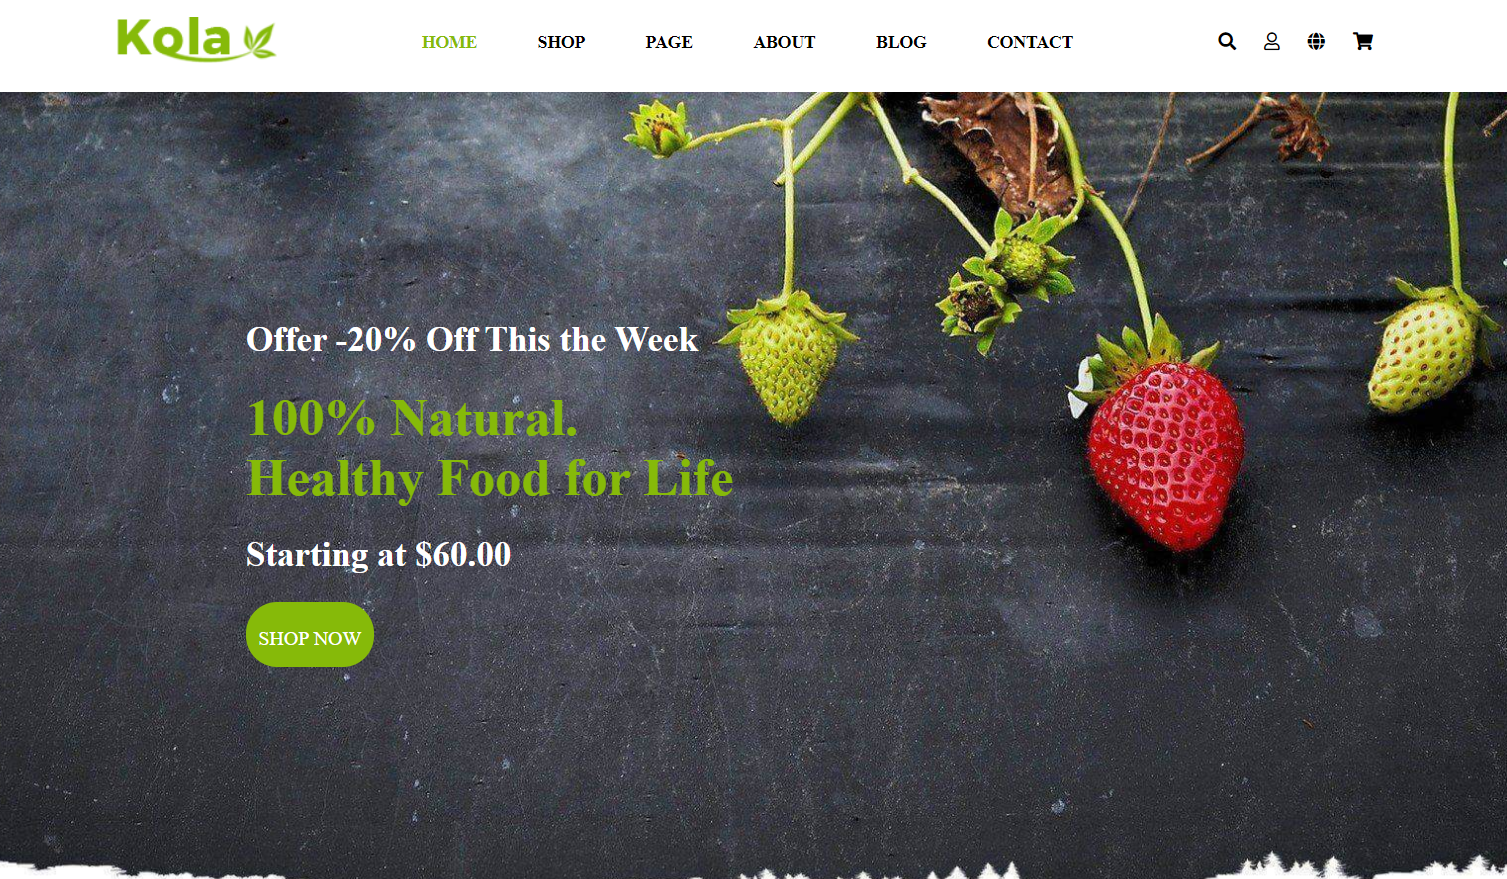 Kola
HOME SHOP PAGE ABOUT BLOG CONTACT
Offer -20% Off This the Week
100% Natural.
Healthy Food for Life
Starting at $60.00
SHOP NOW